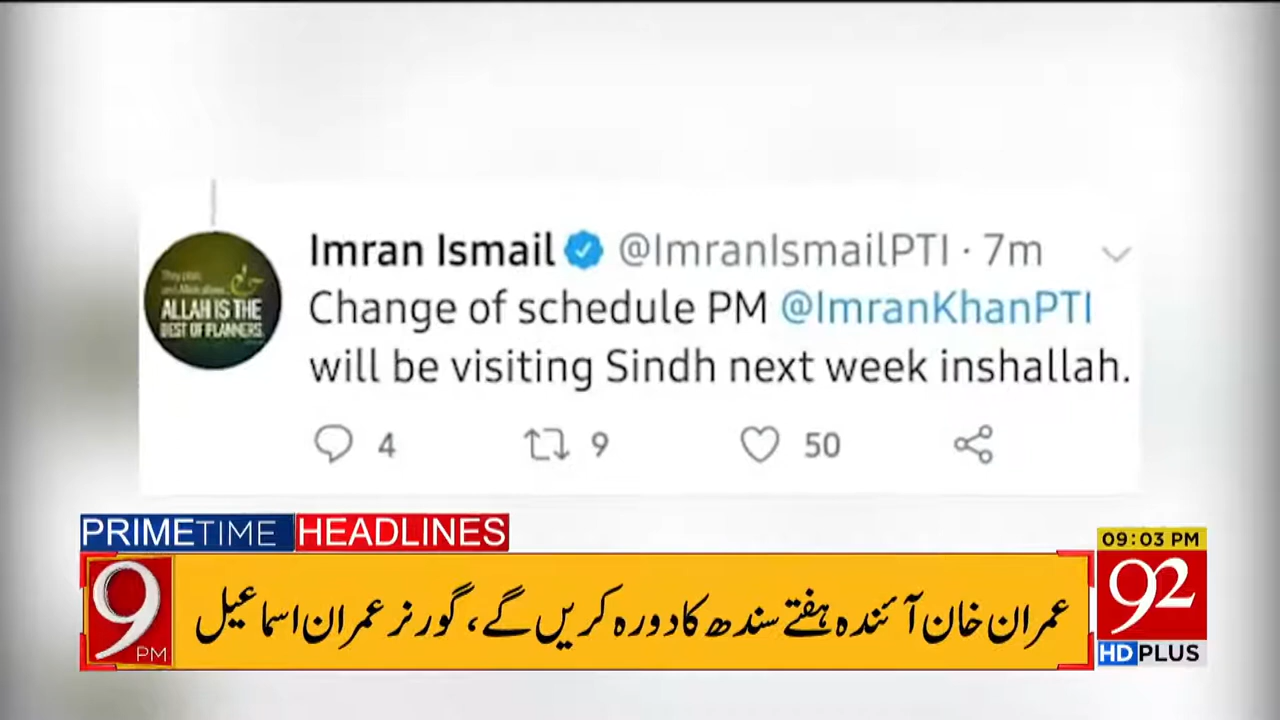 Imran Ismail @ImranIsmailPTI · 7m
Change of schedule PM @ImranKhanPTI
will be visiting Sindh next week inshallah.
ALLAH IS THE
BEST OF PLANNERS.
4 9 50
PRIMETIME HEADLINES
9
PM
عمران خان آئندہ ہفتے سندھ کا دورہ کریں گے، گورنر عمران اسماعیل
09:03 PM
92
HD PLUS